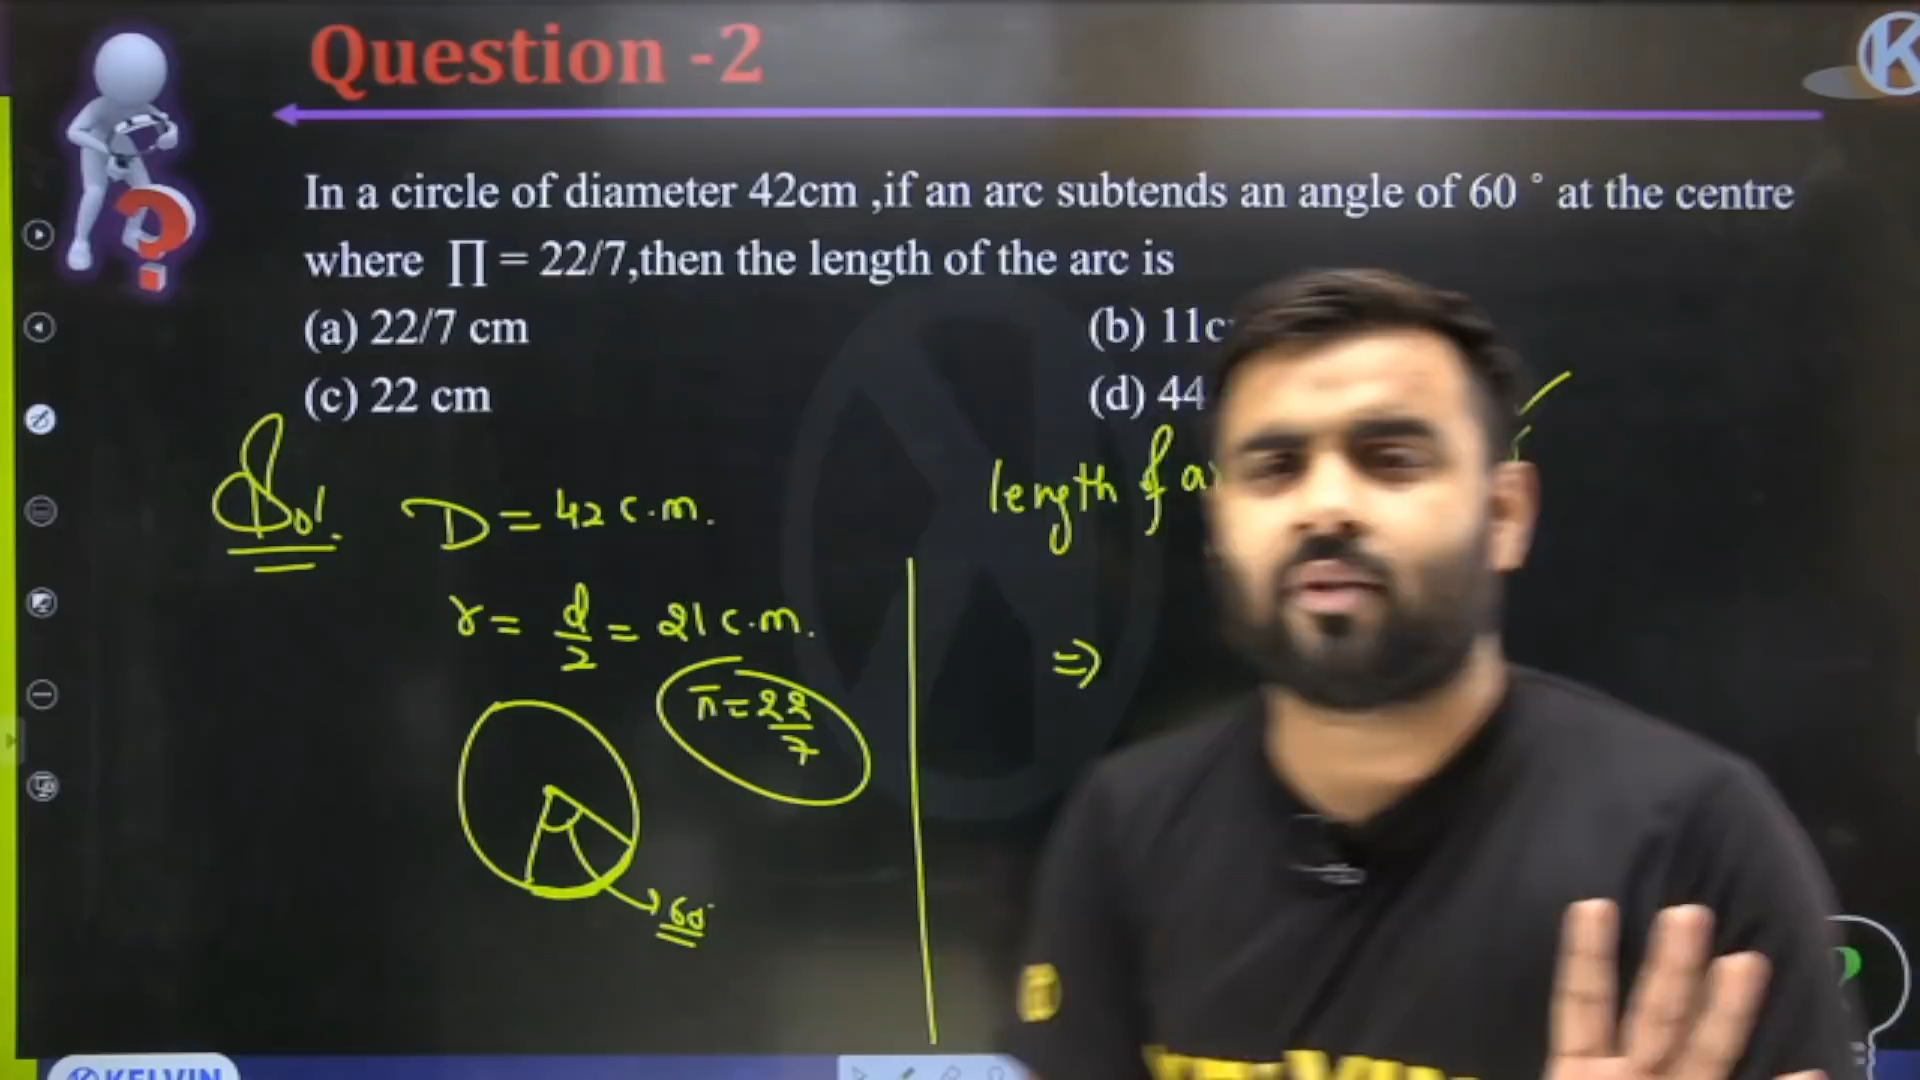 Question -2
In a circle of diameter 42cm ,if an arc subtends an angle of 60 ° at the centre
where ∏ = 22/7,then the length of the arc is
(a) 22/7 cm
(b) 11c
(c) 22 cm
(d) 44
Sol.
D = 42 c.m.
length of a
r = d/2 = 21 c.m.
⇒
π = 22/7
60°
KELVIN